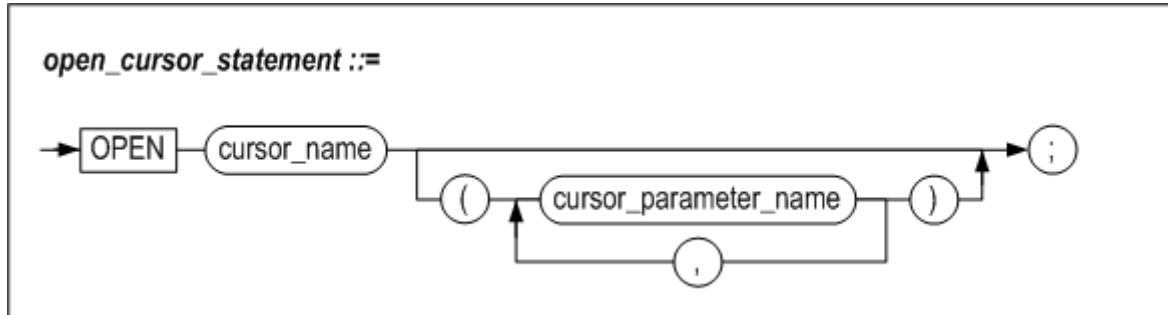 open_cursor_statement ::=
OPEN cursor_name ;
( cursor_parameter_name )
,